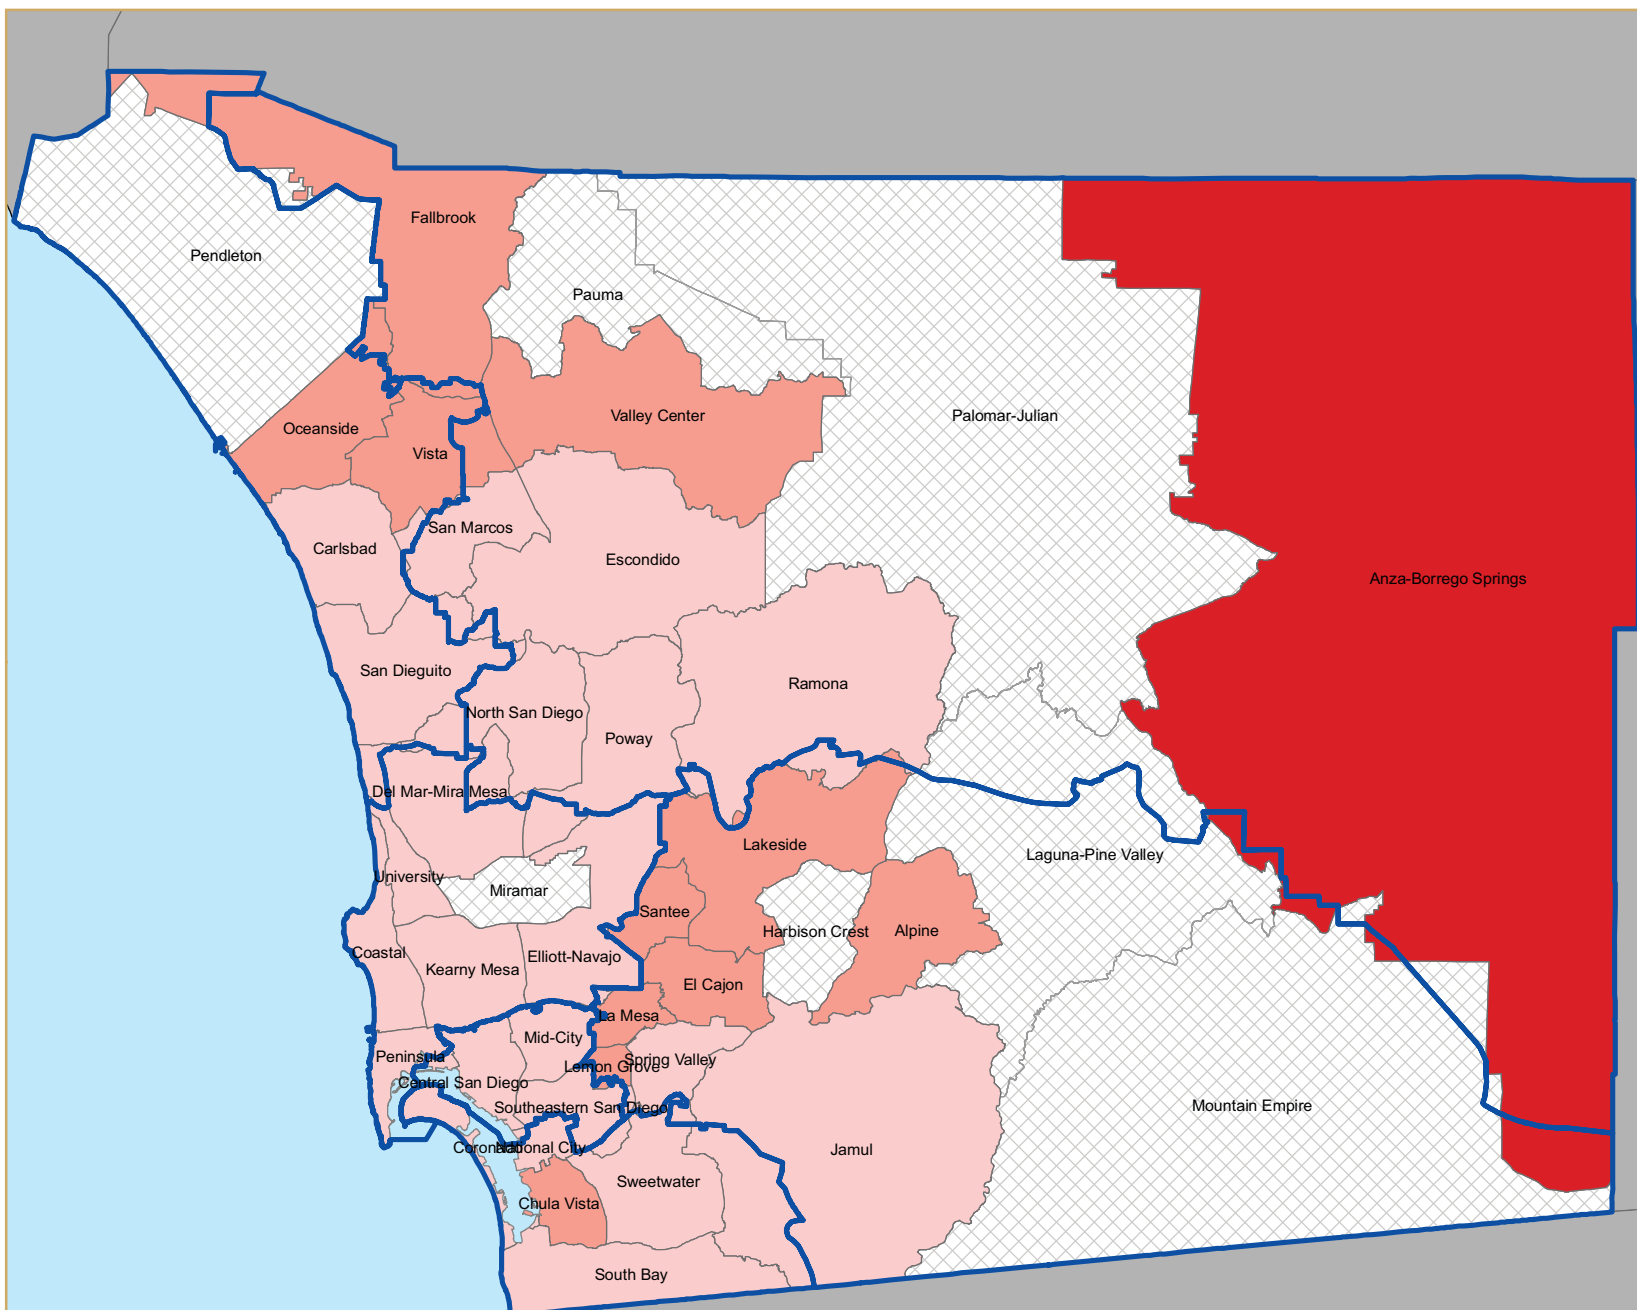 Fallbrook
Pendleton
Pauma
Palomar-Julian
Valley Center
Oceanside
Vista
San Marcos
Carlsbad
Escondido
Anza-Borrego Springs
San Dieguito
Ramona
North San Diego
Poway
Del Mar-Mira Mesa
Lakeside
Laguna-Pine Valley
University
Miramar
Santee
Harbison Crest
Alpine
Coastal
Elliott-Navajo
Kearny Mesa
El Cajon
La Mesa
Mid-City
Peninsula
Spring Valley
Lemon Grove
Central San Diego
Southeastern San Diego
Mountain Empire
Coronado
National City
Jamul
Sweetwater
Chula Vista
South Bay